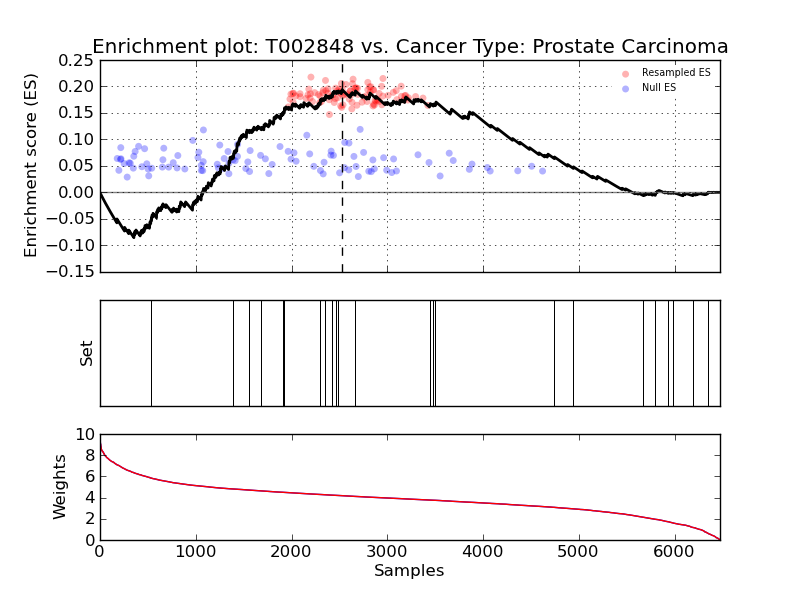 Enrichment plot: T002848 vs. Cancer Type: Prostate Carcinoma
Enrichment score (ES)
0.25
0.20
0.15
0.10
0.05
0.00
−0.05
−0.10
−0.15
Resampled ES
Null ES
Set
Weights
10
8
6
4
2
0
0 1000 2000 3000 4000 5000 6000
Samples